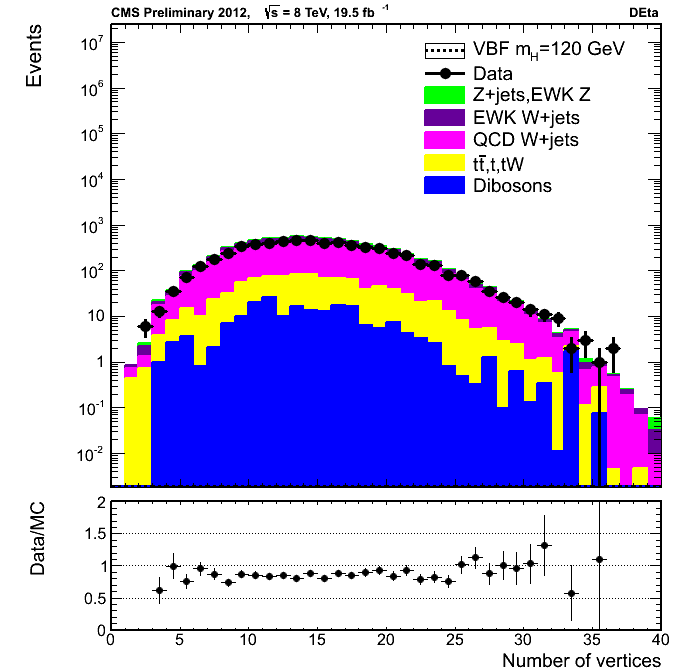 CMS Preliminary 2012, √s = 8 TeV, 19.5 fb⁻¹ DEta
Events
10⁷
10⁶
10⁵
10⁴
10³
10²
10
1
10⁻¹
10⁻²
VBF m_H=120 GeV
Data
Z+jets,EWK Z
EWK W+jets
QCD W+jets
tt̄,t,tW
Dibosons
Data/MC
2
1.5
1
0.5
0
0 5 10 15 20 25 30 35 40
Number of vertices